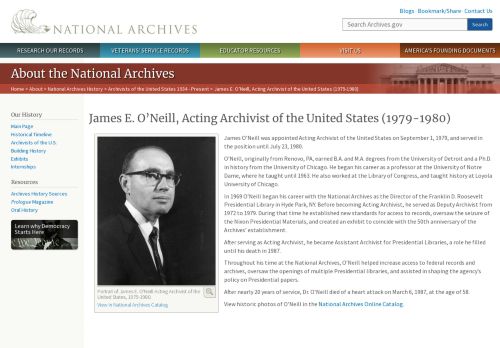 Blogs · Bookmark/Share · Contact Us
NATIONAL ARCHIVES
Search Archives.gov
Search
RESEARCH OUR RECORDS
VETERANS' SERVICE RECORDS
EDUCATOR RESOURCES
VISIT US
AMERICA'S FOUNDING DOCUMENTS
About the National Archives
Home > About > National Archives History > Archivists of the United States 1934 - Present > James E. O'Neill, Acting Archivist of the United States (1979-1980)
Our History
Main Page
Historical Timeline
Archivists of the U.S.
Building History
Exhibits
Internships
Resources
Archives History Sources
Prologue Magazine
Oral History
Learn why Democracy
Starts Here
James E. O'Neill, Acting Archivist of the United States (1979-1980)
Portrait of James E. O'Neill Acting Archivist of the
United States, 1979-1980.
View in National Archives Catalog
James O'Neill was appointed Acting Archivist of the United States on September 1, 1979, and served in
the position until July 23, 1980.
O'Neill, originally from Renovo, PA, earned B.A. and M.A. degrees from the University of Detroit and a Ph.D.
in history from the University of Chicago. He began his career as a professor at the University of Notre
Dame, where he taught until 1963. He also worked at the Library of Congress, and taught history at Loyola
University of Chicago.
In 1969 O'Neill began his career with the National Archives as the Director of the Franklin D. Roosevelt
Presidential Library in Hyde Park, NY. Before becoming Acting Archivist, he served as Deputy Archivist from
1972 to 1979. During that time he established new standards for access to records, oversaw the seizure of
the Nixon Presidential Materials, and created an exhibit to coincide with the 50th anniversary of the
Archives' establishment.
After serving as Acting Archivist, he became Assistant Archivist for Presidential Libraries, a role he filled
until his death in 1987.
Throughout his time at the National Archives, O'Neill helped increase access to federal records and
archives, oversaw the openings of multiple Presidential libraries, and assisted in shaping the agency's
policy on Presidential papers.
After nearly 20 years of service, Dr. O'Neill died of a heart attack on March 6, 1987, at the age of 58.
View historic photos of O'Neill in the National Archives Online Catalog.